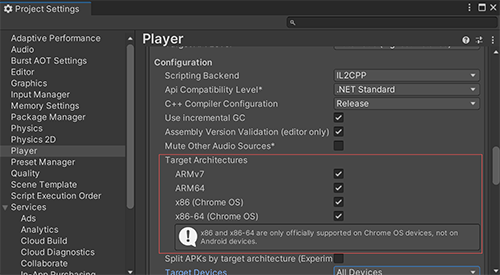 Project Settings
Adaptive Performance
Audio
Burst AOT Settings
Editor
Graphics
Input Manager
Memory Settings
Package Manager
Physics
Physics 2D
Player
Preset Manager
Quality
Scene Template
Script Execution Order
Services
Ads
Analytics
Cloud Build
Cloud Diagnostics
Collaborate
In-App Purchasing
Player
Configuration
Scripting Backend IL2CPP
Api Compatibility Level* .NET Standard
C++ Compiler Configuration Release
Use incremental GC
Assembly Version Validation (editor only)
Mute Other Audio Sources*
Target Architectures
ARMv7
ARM64
x86 (Chrome OS)
x86-64 (Chrome OS)
x86 and x86-64 are only officially supported on Chrome OS devices, not on
Android devices.
Split APKs by target architecture (Experim
Target Devices All Devices